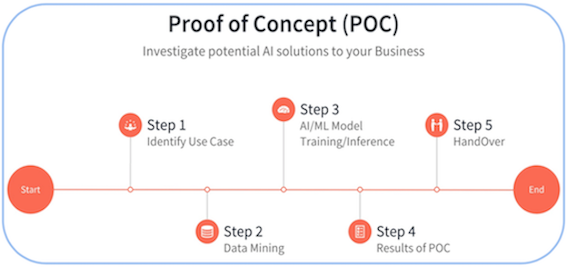 Proof of Concept (POC)
Investigate potential AI solutions to your Business
Start
Step 1
Identify Use Case
Step 2
Data Mining
Step 3
AI/ML Model
Training/Inference
Step 4
Results of POC
Step 5
HandOver
End